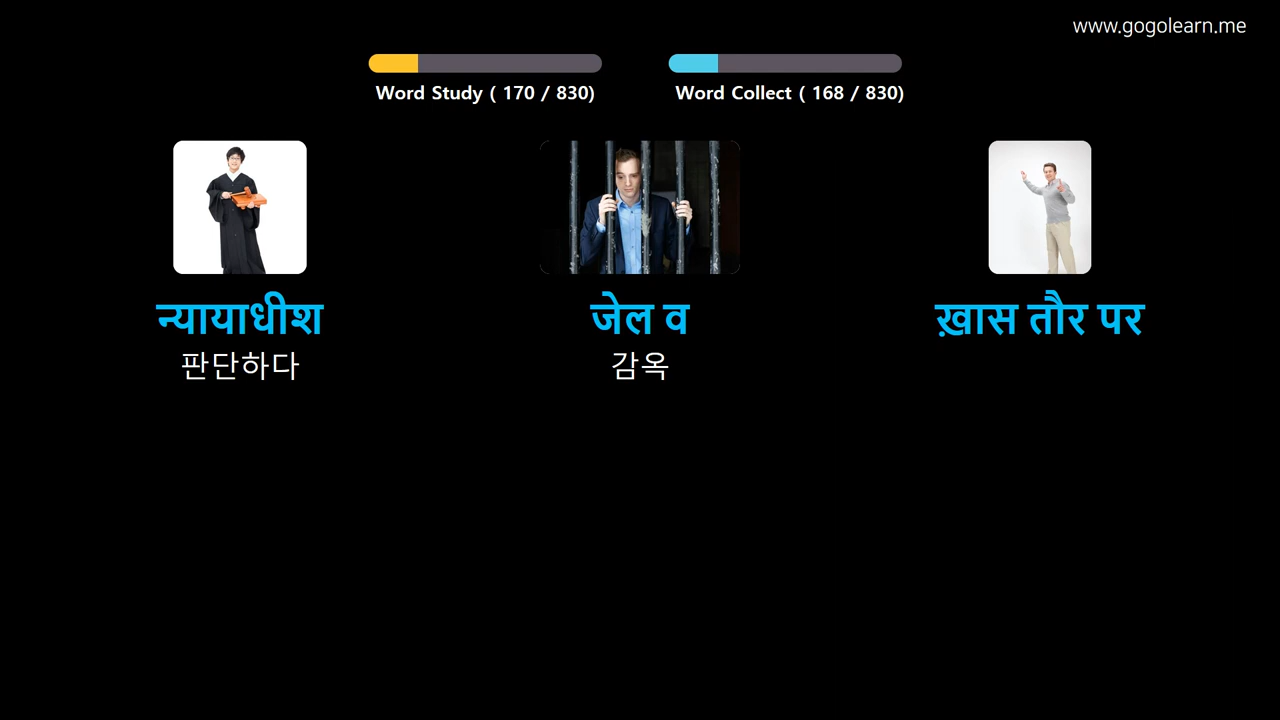 www.gogolearn.me
Word Study ( 170 / 830)
Word Collect ( 168 / 830)
न्यायाधीश
जेल व
ख़ास तौर पर
판단하다
감옥